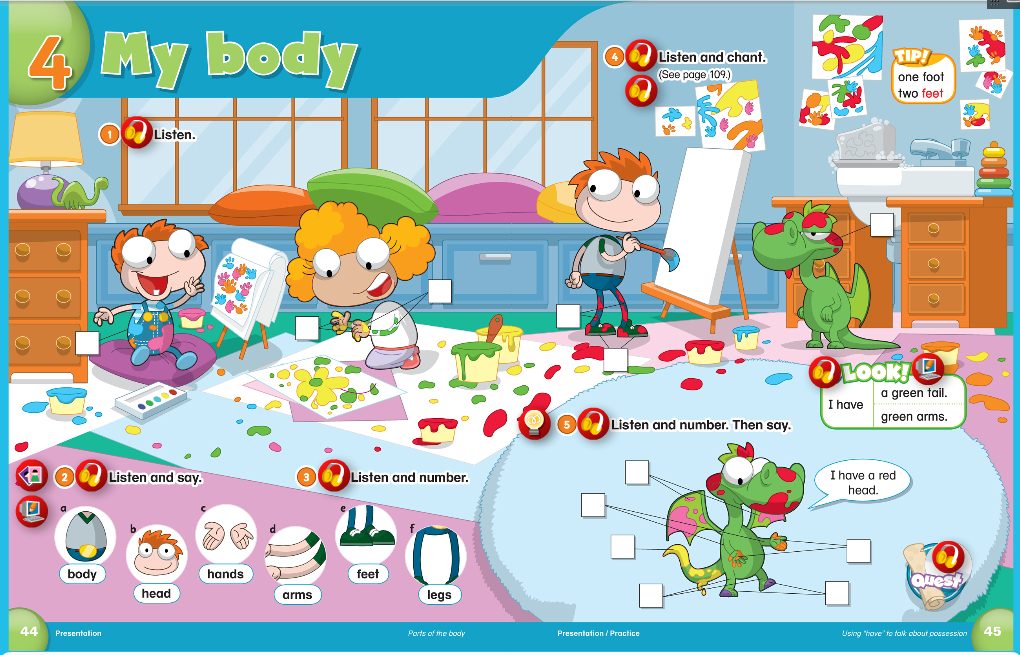 4 My body
1 Listen.
4 Listen and chant.
(See page 109.)
TIP!
one foot
two feet
LOOK!
I have
a green tail.
green arms.
2 Listen and say.
3 Listen and number.
a
body
b
head
c
hands
d
arms
e
feet
f
legs
5 Listen and number. Then say.
I have a red
head.
Quest
44 Presentation
Parts of the body
Presentation / Practice
Using "have" to talk about possession 45